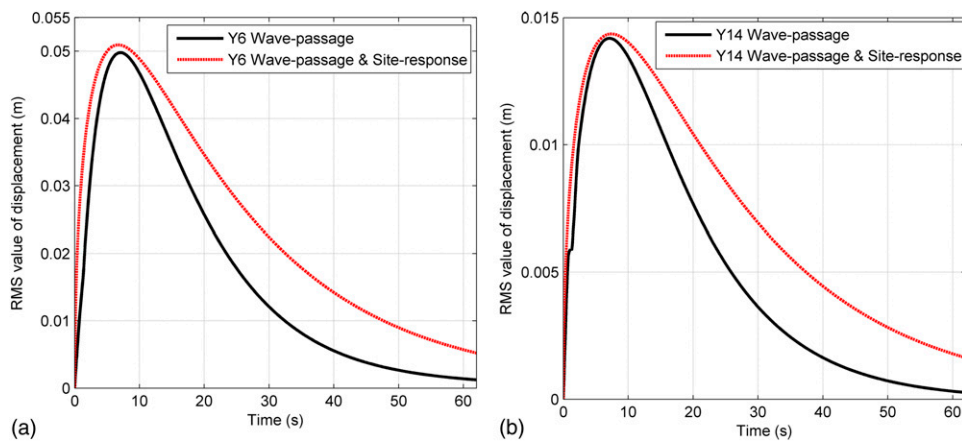 0.055
0.05
0.04
0.03
0.02
0.01
0
RMS value of displacement (m)
Y6 Wave-passage
Y6 Wave-passage & Site-response
0 10 20 30 40 50 60
Time (s)
(a)
0.015
0.01
0.005
0
RMS value of displacement (m)
Y14 Wave-passage
Y14 Wave-passage & Site-response
0 10 20 30 40 50 60
Time (s)
(b)